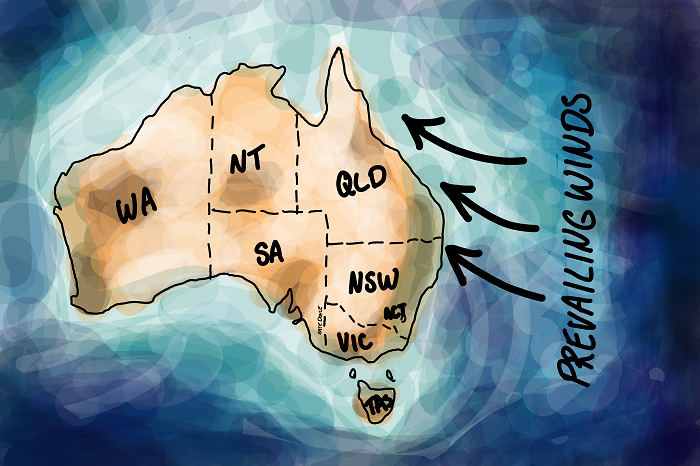 NT
QLD
WA
SA
NSW
ACT
VIC
TAS
PREVAILING WINDS